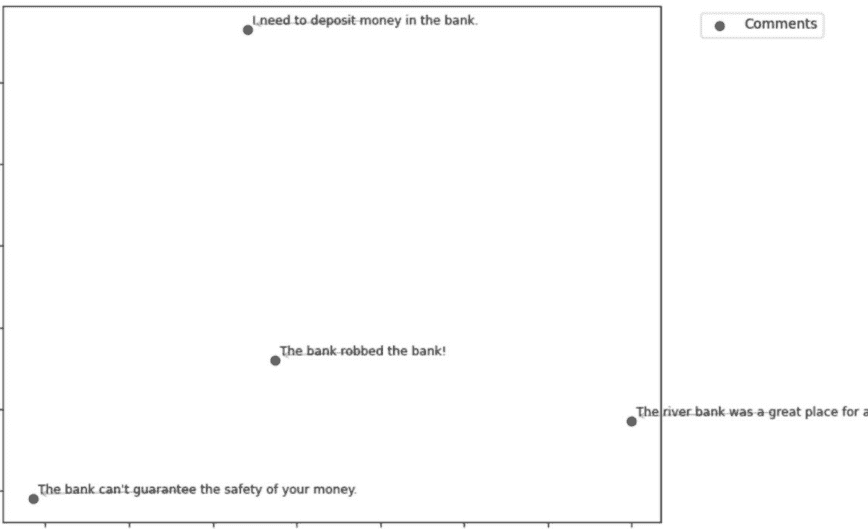 I need to deposit money in the bank.
Comments
The bank robbed the bank!
The river bank was a great place for a
The bank can't guarantee the safety of your money.